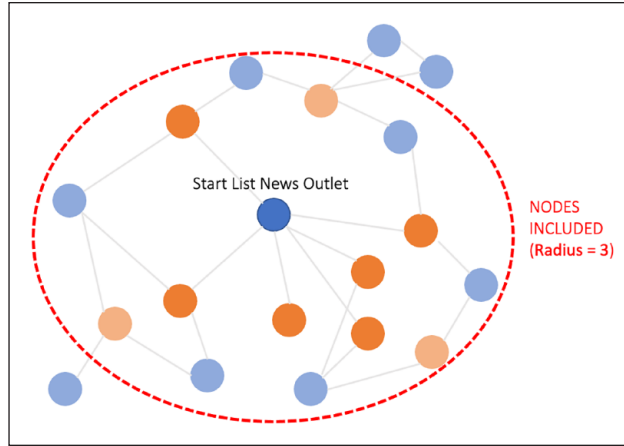 Start List News Outlet
NODES
INCLUDED
(Radius = 3)